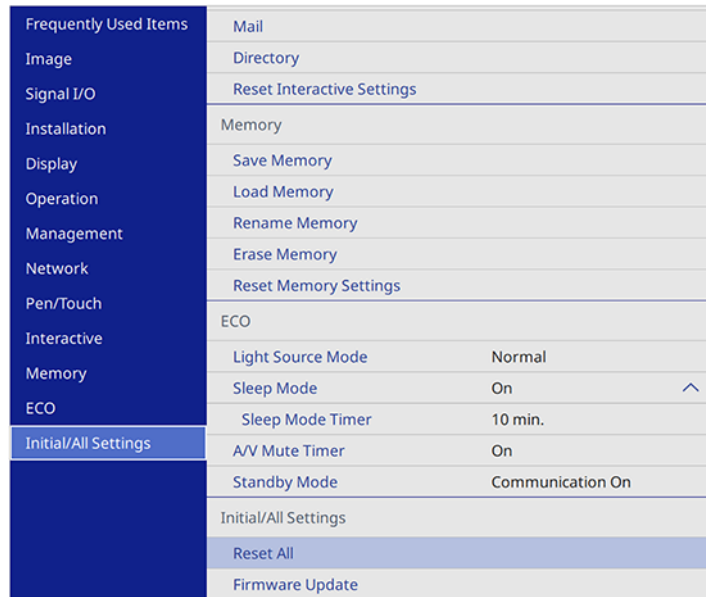 Frequently Used Items
Image
Signal I/O
Installation
Display
Operation
Management
Network
Pen/Touch
Interactive
Memory
ECO
Initial/All Settings
Mail
Directory
Reset Interactive Settings
Memory
Save Memory
Load Memory
Rename Memory
Erase Memory
Reset Memory Settings
ECO
Light Source Mode Normal
Sleep Mode On
Sleep Mode Timer 10 min.
A/V Mute Timer On
Standby Mode Communication On
Initial/All Settings
Reset All
Firmware Update